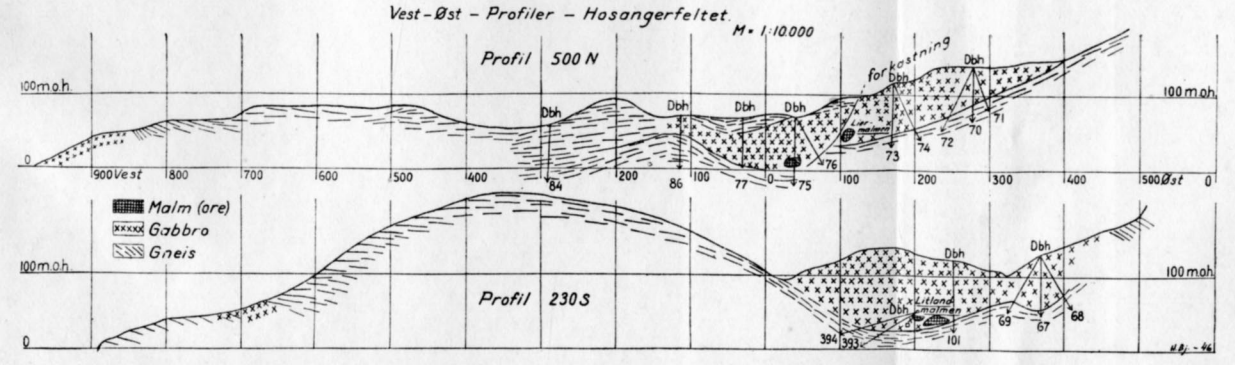 Vest-Øst - Profiler - Hosangerfeltet.
M = 1:10.000
Profil 500 N
forkastning
Dbh Dbh Dbh Dbh Dbh Dbh
100 m.o.h. 100 m.o.h.
Lier
malmen
76 74 72 70 71
73
0
84 86 77 75
900 Vest 800 700 600 500 400 300 200 100 0 100 200 300 400 500 Øst 0
Malm (ore)
Gabbro
Gneis
Dbh Dbh
100 m.o.h. 100 m.o.h.
Profil 230 S
Dbh Litland
malmen
69 67 68
394 393 101
0 0
H.Bj. - 46